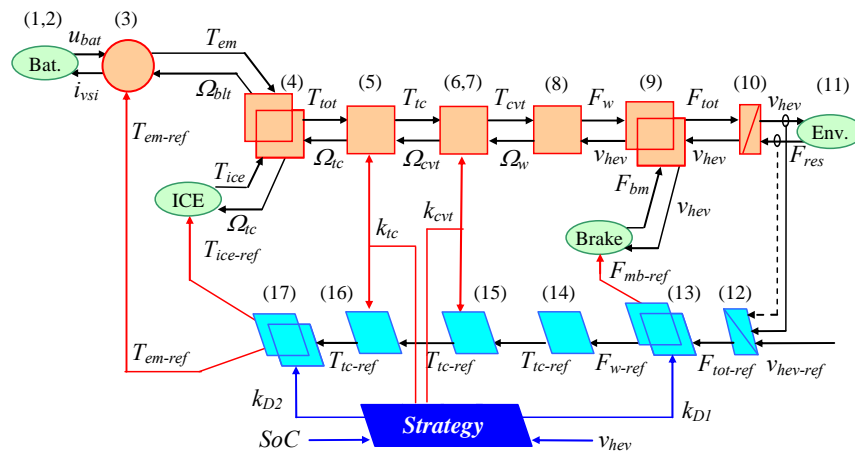 (1,2) (3)
u_bat T_em
Bat. (4) (5) (6,7) (8) (9) (10) (11)
i_vsi Ω_blt T_tot T_tc T_cvt F_w F_tot v_hev
Env.
T_em-ref Ω_tc Ω_cvt Ω_w v_hev v_hev F_res
T_ice F_bm
ICE k_tc k_cvt v_hev
Ω_tc Brake
T_ice-ref F_mb-ref
(17) (16) (15) (14) (13) (12)
T_em-ref T_tc-ref T_tc-ref T_tc-ref F_w-ref F_tot-ref v_hev-ref
k_D2 k_D1
Strategy
SoC v_hev